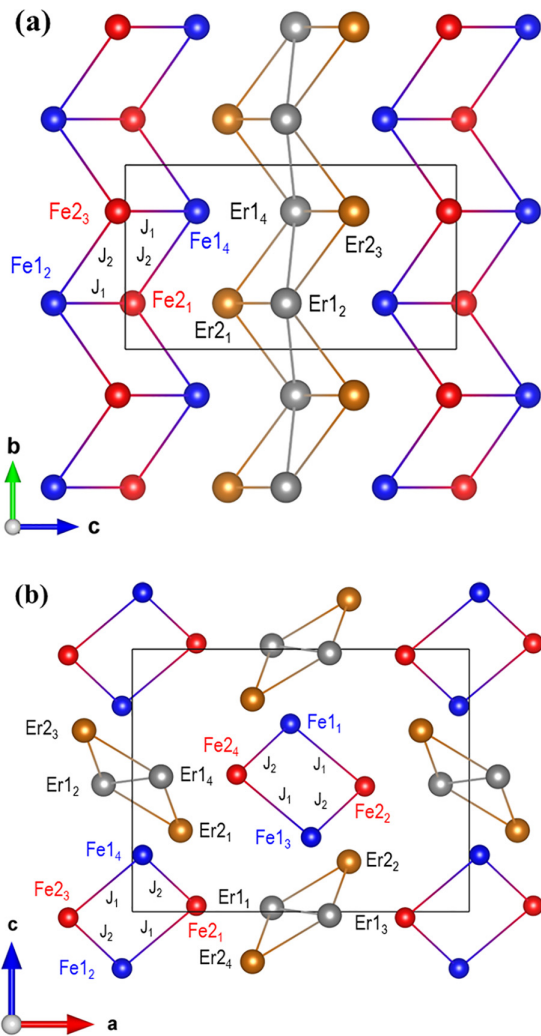 (a)
Fe2₃
J₁
Er1₄
Fe1₄
Er2₃
J₂
J₂
Fe1₂
J₁
Fe2₁
Er1₂
Er2₁
b
c
(b)
Er2₃
Fe1₁
Fe2₄
J₂
J₁
Er1₂
Er1₄
J₁
J₂
Fe2₂
Er2₁
Fe1₃
Fe1₄
Er2₂
Fe2₃
J₁
J₂
Er1₁
J₂
J₁
Fe2₁
Er1₃
Fe1₂
Er2₄
c
a